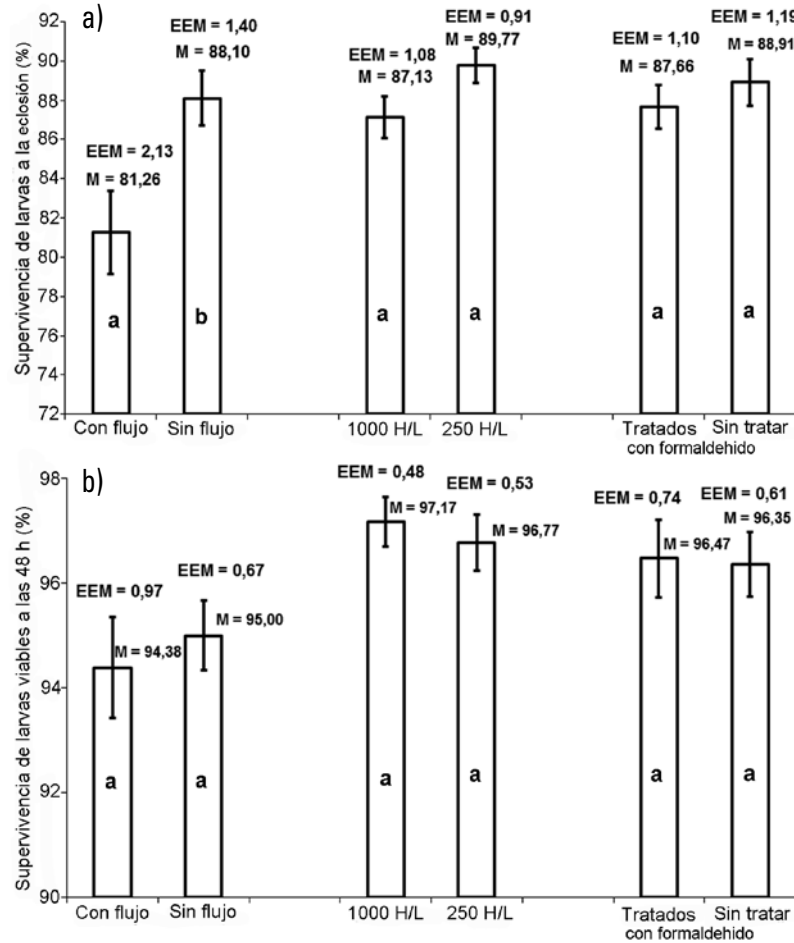 a)
Supervivencia de larvas a la eclosión (%)
92
90
88
86
84
82
80
78
76
74
72
EEM = 2,13
M = 81,26
a
EEM = 1,40
M = 88,10
b
EEM = 1,08
M = 87,13
a
EEM = 0,91
M = 89,77
a
EEM = 1,10
M = 87,66
a
EEM = 1,19
M = 88,91
a
Con flujo
Sin flujo
1000 H/L
250 H/L
Tratados
con formaldehido
Sin tratar
b)
Supervivencia de larvas viables a las 48 h (%)
98
96
94
92
90
EEM = 0,97
M = 94,38
a
EEM = 0,67
M = 95,00
a
EEM = 0,48
M = 97,17
a
EEM = 0,53
M = 96,77
a
EEM = 0,74
M = 96,47
a
EEM = 0,61
M = 96,35
a
Con flujo
Sin flujo
1000 H/L
250 H/L
Tratados
con formaldehido
Sin tratar